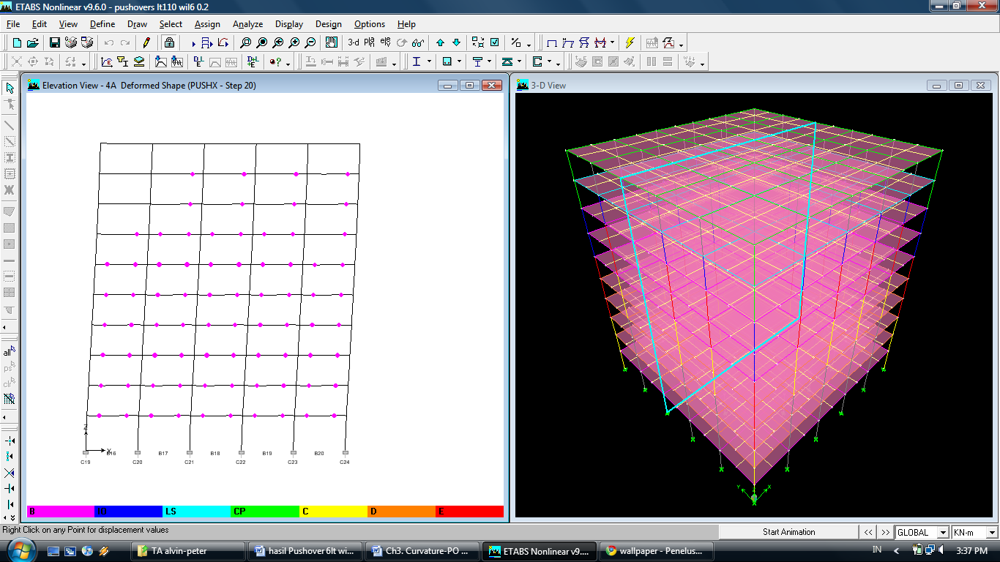 ETABS Nonlinear v9.6.0 - pushovers lt110 wil6 0.2
File Edit View Define Draw Select Assign Analyze Display Design Options Help
3-d
Elevation View - 4A Deformed Shape (PUSHX - Step 20)
3-D View
all
ps
clr
Z
X
B16 B17 B18 B19 B20
C19 C20 C21 C22 C23 C24
Y X
B IO LS CP C D E
Right Click on any Point for displacement values
Start Animation << >> GLOBAL KN-m
TA alvin-peter
hasil Pushover 6lt wi...
Ch3. Curvature-PO ...
ETABS Nonlinear v9....
wallpaper - Penelus...
IN
3:37 PM